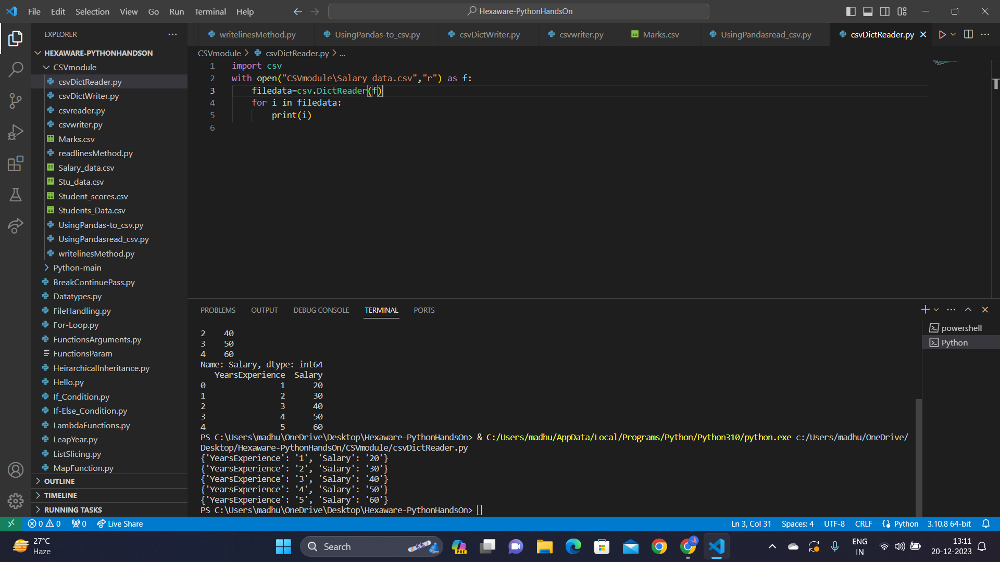 File Edit Selection View Go Run Terminal Help
Hexaware-PythonHandsOn
EXPLORER
HEXAWARE-PYTHONHANDSON
CSVmodule
csvDictReader.py
csvDictWriter.py
csvreader.py
csvwriter.py
Marks.csv
readlinesMethod.py
Salary_data.csv
Stu_data.csv
Student_scores.csv
Students_Data.csv
UsingPandas-to_csv.py
UsingPandasread_csv.py
writelinesMethod.py
Python-main
BreakContinuePass.py
Datatypes.py
FileHandling.py
For-Loop.py
FunctionsArguments.py
FunctionsParam
HeirarchicalInheritance.py
Hello.py
If_Condition.py
If-Else_Condition.py
LambdaFunctions.py
LeapYear.py
ListSlicing.py
MapFunction.py
OUTLINE
TIMELINE
RUNNING TASKS
writelinesMethod.py UsingPandas-to_csv.py csvDictWriter.py csvwriter.py Marks.csv UsingPandasread_csv.py csvDictReader.py
CSVmodule > csvDictReader.py > ...
1 import csv
2 with open("CSVmodule\Salary_data.csv","r") as f:
3 filedata=csv.DictReader(f)
4 for i in filedata:
5 print(i)
6
PROBLEMS OUTPUT DEBUG CONSOLE TERMINAL PORTS
powershell
Python
2 40
3 50
4 60
Name: Salary, dtype: int64
YearsExperience Salary
0 1 20
1 2 30
2 3 40
3 4 50
4 5 60
PS C:\Users\madhu\OneDrive\Desktop\Hexaware-PythonHandsOn> & C:/Users/madhu/AppData/Local/Programs/Python/Python310/python.exe c:/Users/madhu/OneDrive/
Desktop/Hexaware-PythonHandsOn/CSVmodule/csvDictReader.py
{'YearsExperience': '1', 'Salary': '20'}
{'YearsExperience': '2', 'Salary': '30'}
{'YearsExperience': '3', 'Salary': '40'}
{'YearsExperience': '4', 'Salary': '50'}
{'YearsExperience': '5', 'Salary': '60'}
PS C:\Users\madhu\OneDrive\Desktop\Hexaware-PythonHandsOn>
0 0 0 Live Share Ln 3, Col 31 Spaces: 4 UTF-8 CRLF Python 3.10.8 64-bit
27°C
Haze
Search
PRE
ENG
IN
13:11
20-12-2023